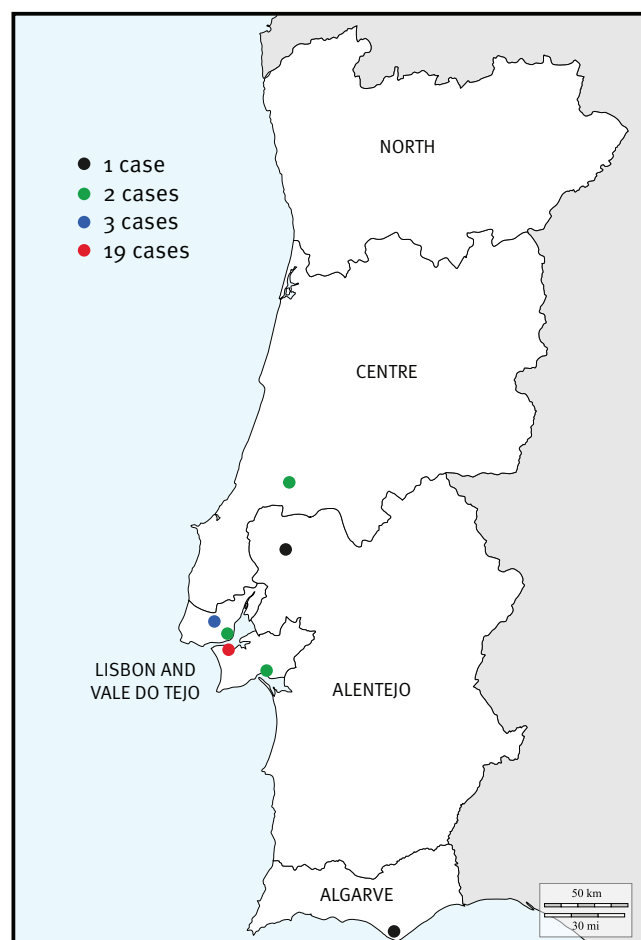 NORTH
1 case
2 cases
3 cases
19 cases
CENTRE
LISBON AND
VALE DO TEJO
ALENTEJO
ALGARVE
50 km
30 mi